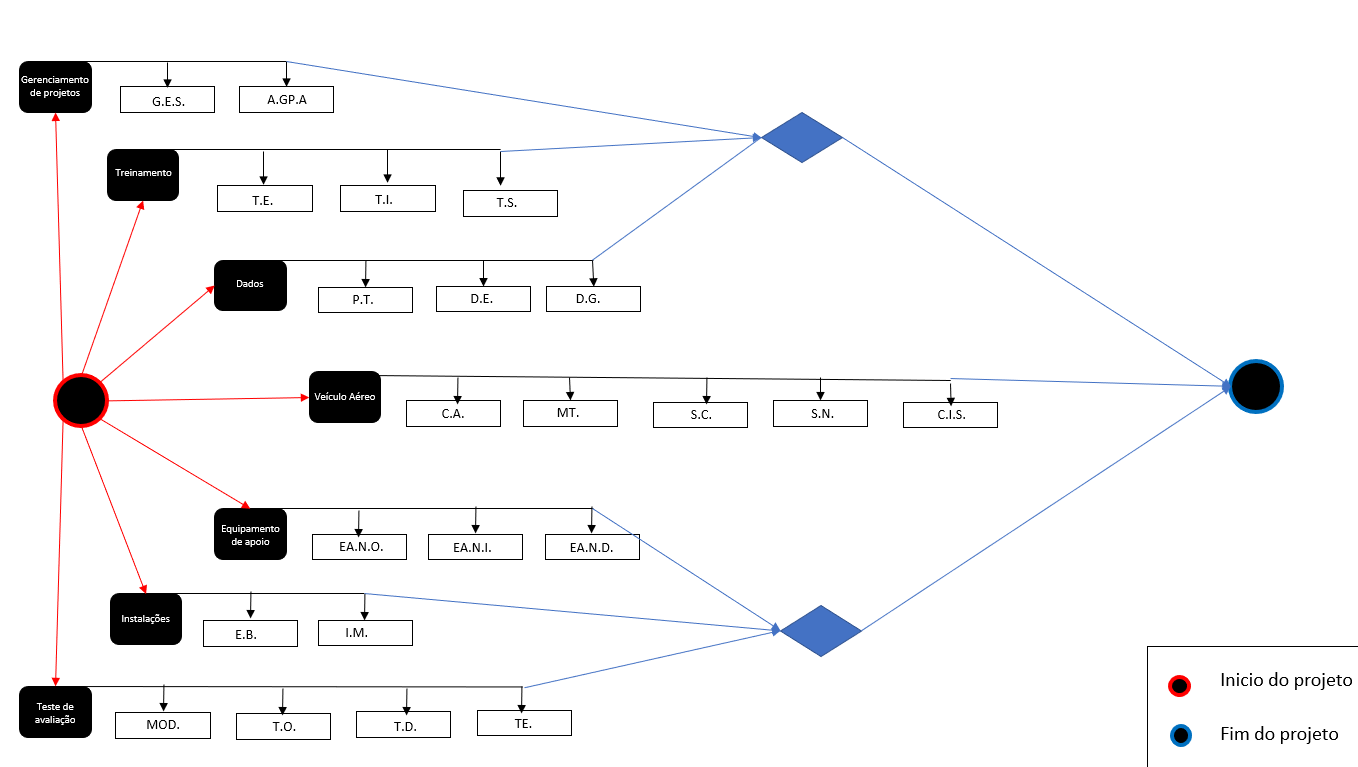 Gerenciamento
de projetos
G.E.S.
A.GP.A
Treinamento
T.E.
T.I.
T.S.
Dados
P.T.
D.E.
D.G.
Veículo Aéreo
C.A.
MT.
S.C.
S.N.
C.I.S.
Equipamento
de apoio
EA.N.O.
EA.N.I.
EA.N.D.
Instalações
E.B.
I.M.
Teste de
avaliação
MOD.
T.O.
T.D.
TE.
Inicio do projeto
Fim do projeto